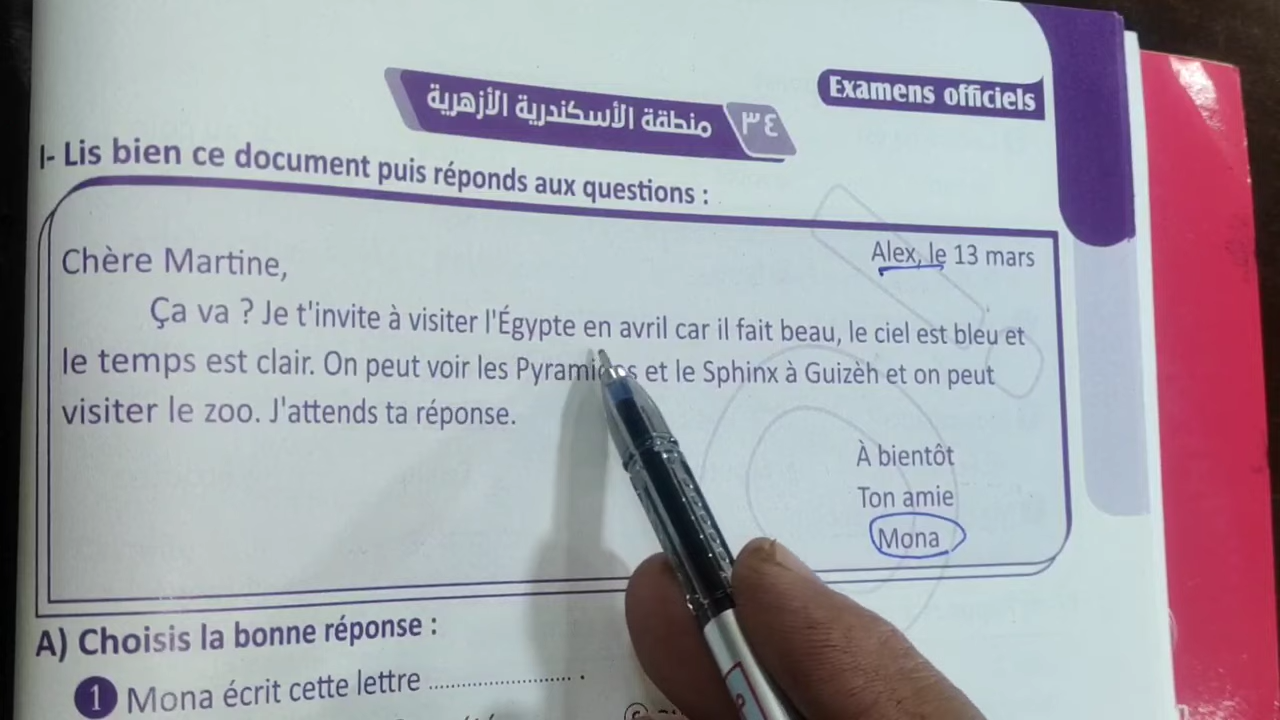 Examens officiels
٣٤ منطقة الأسكندرية الأزهرية
I- Lis bien ce document puis réponds aux questions :
Alex, le 13 mars
Chère Martine,
Ça va ? Je t'invite à visiter l'Égypte en avril car il fait beau, le ciel est bleu et
le temps est clair. On peut voir les Pyramides et le Sphinx à Guizèh et on peut
visiter le zoo. J'attends ta réponse.
À bientôt
Ton amie
Mona
A) Choisis la bonne réponse :
1 Mona écrit cette lettre ........................... .